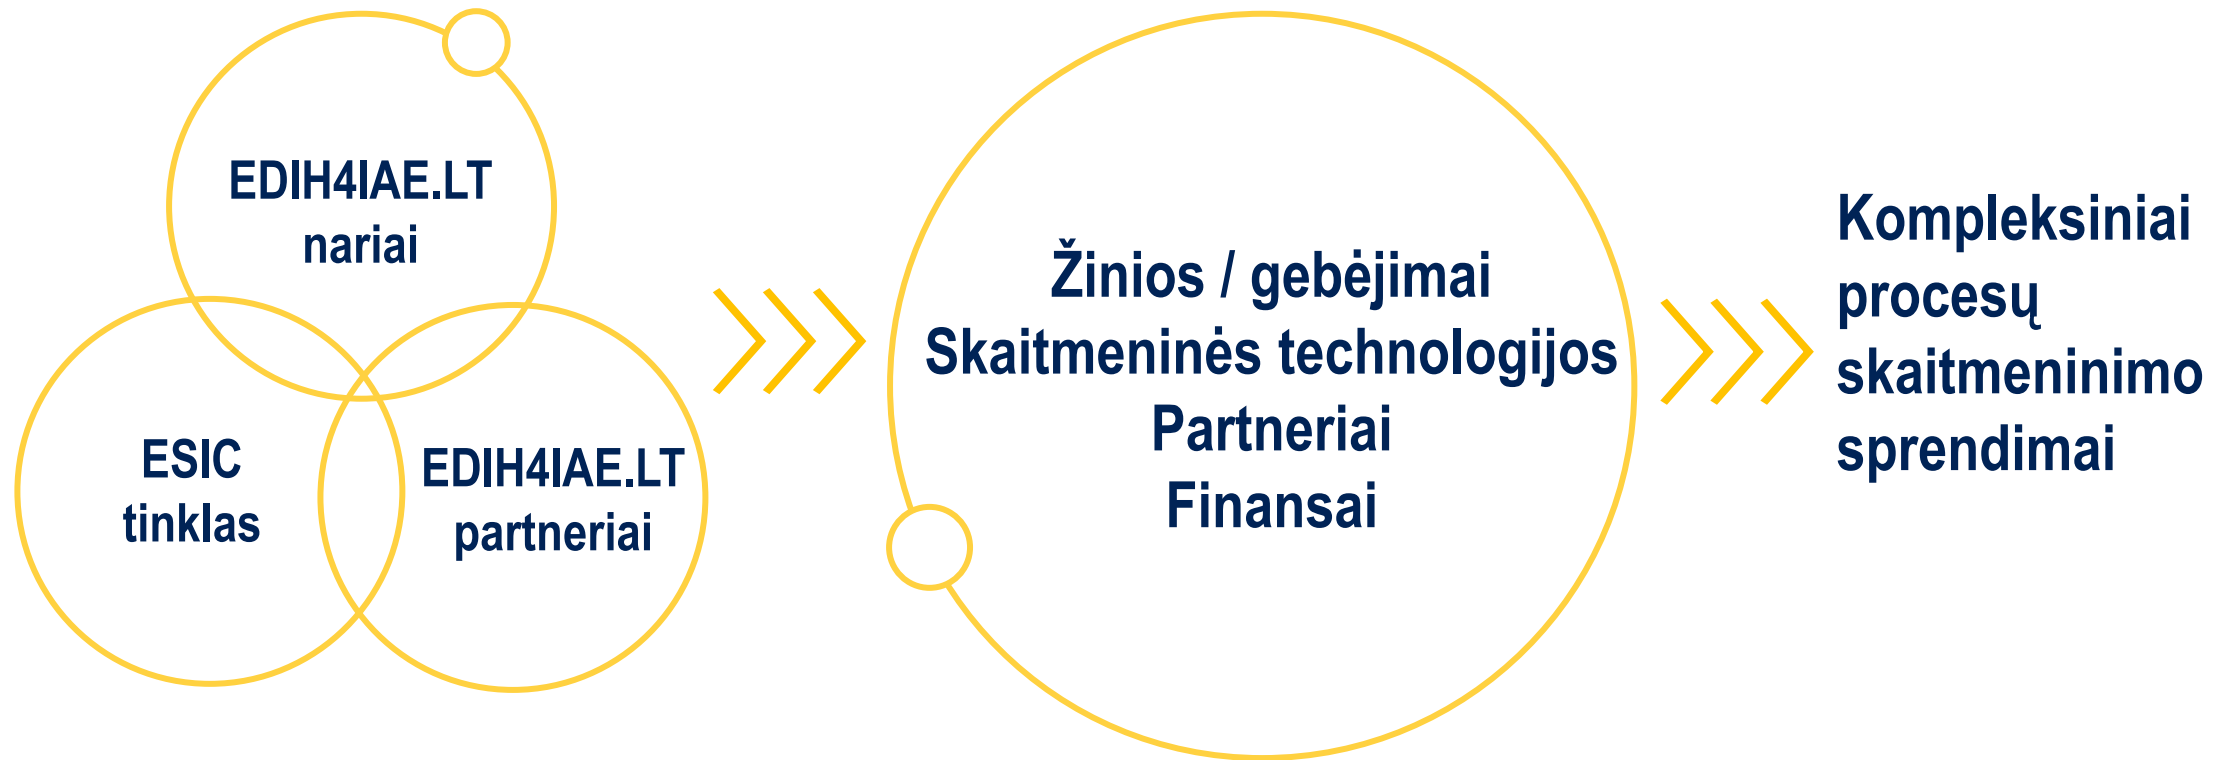 EDIH4IAE.LT
nariai
ESIC
tinklas
EDIH4IAE.LT
partneriai
Žinios / gebėjimai
Skaitmeninės technologijos
Partneriai
Finansai
Kompleksiniai
procesų
skaitmeninimo
sprendimai